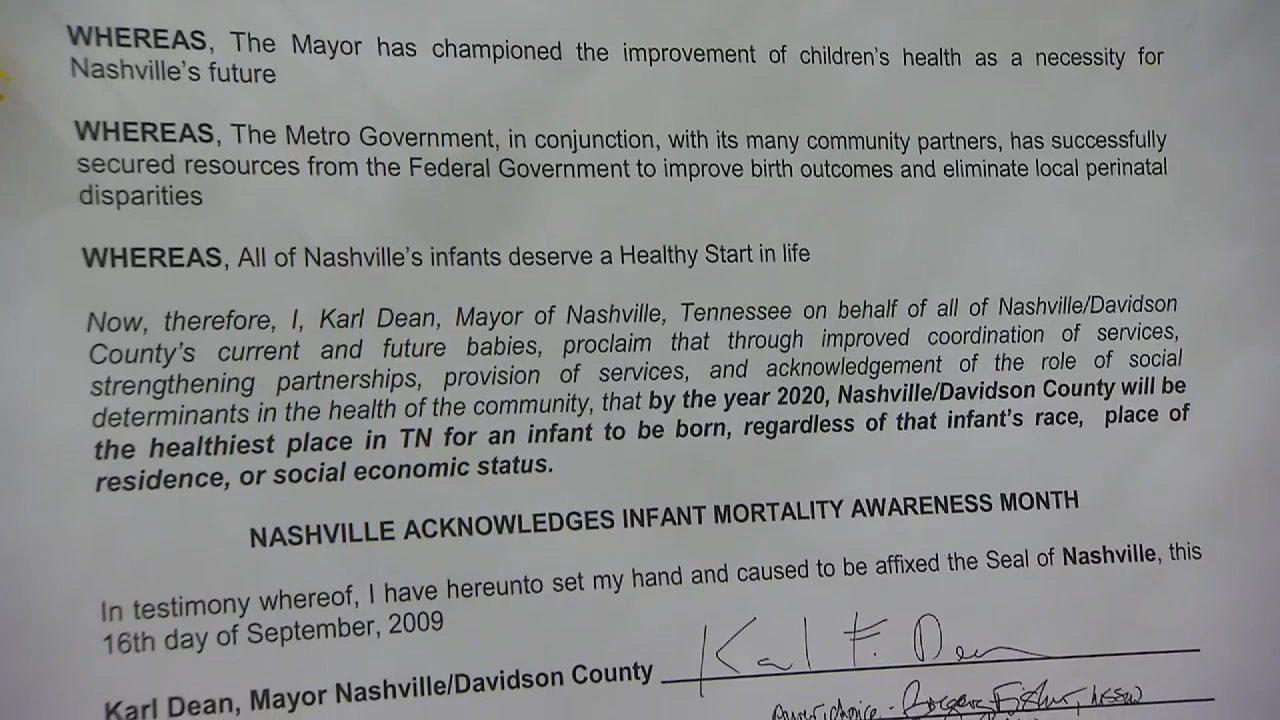 WHEREAS, The Mayor has championed the improvement of children's health as a necessity for
Nashville's future
WHEREAS, The Metro Government, in conjunction, with its many community partners, has successfully
secured resources from the Federal Government to improve birth outcomes and eliminate local perinatal
disparities
WHEREAS, All of Nashville's infants deserve a Healthy Start in life
Now, therefore, I, Karl Dean, Mayor of Nashville, Tennessee on behalf of all of Nashville/Davidson
County's current and future babies, proclaim that through improved coordination of services,
strengthening partnerships, provision of services, and acknowledgement of the role of social
determinants in the health of the community, that by the year 2020, Nashville/Davidson County will be
the healthiest place in TN for an infant to be born, regardless of that infant's race, place of
residence, or social economic status.
NASHVILLE ACKNOWLEDGES INFANT MORTALITY AWARENESS MONTH
In testimony whereof, I have hereunto set my hand and caused to be affixed the Seal of Nashville, this
16th day of September, 2009
Karl Dean, Mayor Nashville/Davidson County Karl F. Dean